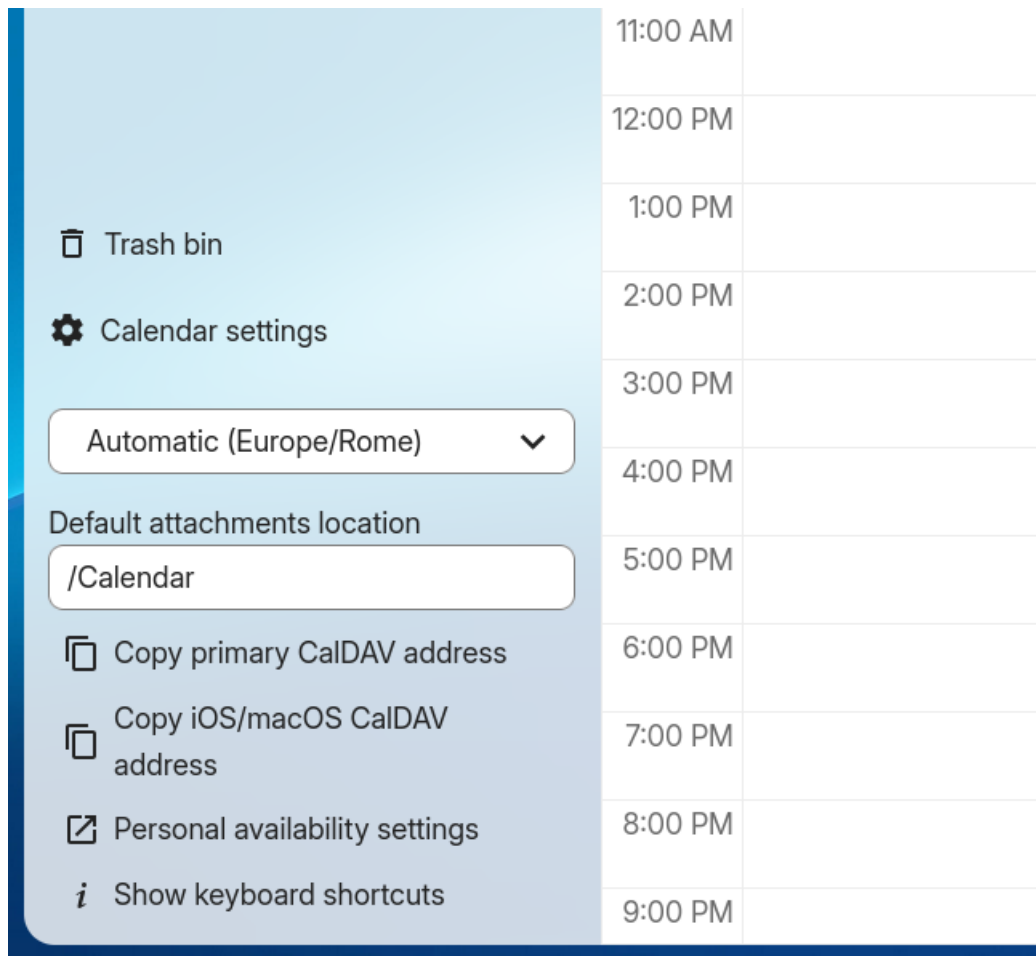 Trash bin
Calendar settings
Automatic (Europe/Rome)
Default attachments location
/Calendar
Copy primary CalDAV address
Copy iOS/macOS CalDAV
address
Personal availability settings
i Show keyboard shortcuts
11:00 AM
12:00 PM
1:00 PM
2:00 PM
3:00 PM
4:00 PM
5:00 PM
6:00 PM
7:00 PM
8:00 PM
9:00 PM